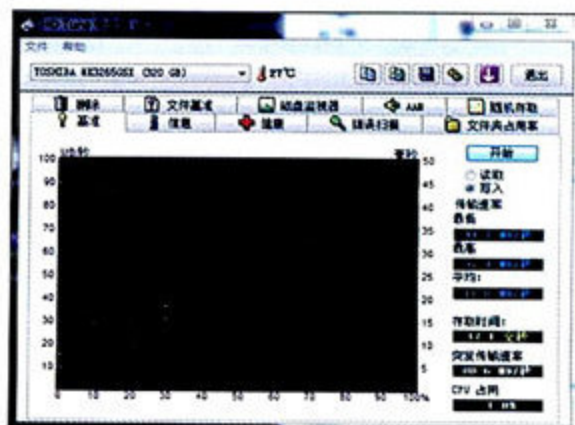 文件 帮助
TOSHIBA MK3265GSX (320 GB)
27℃
退出
删除 文件基准 磁盘监视器 AAM 随机存取
基准 信息 健康 错误扫描 文件夹占用率
毫秒
开始
读取
写入
传输速率
最低
最高
平均:
存取时间:
突发传输速率
CPU 占用
100
90
80
70
60
50
40
30
20
10
50
45
40
35
30
25
20
15
10
5
0 10 20 30 40 50 60 70 80 90 100%